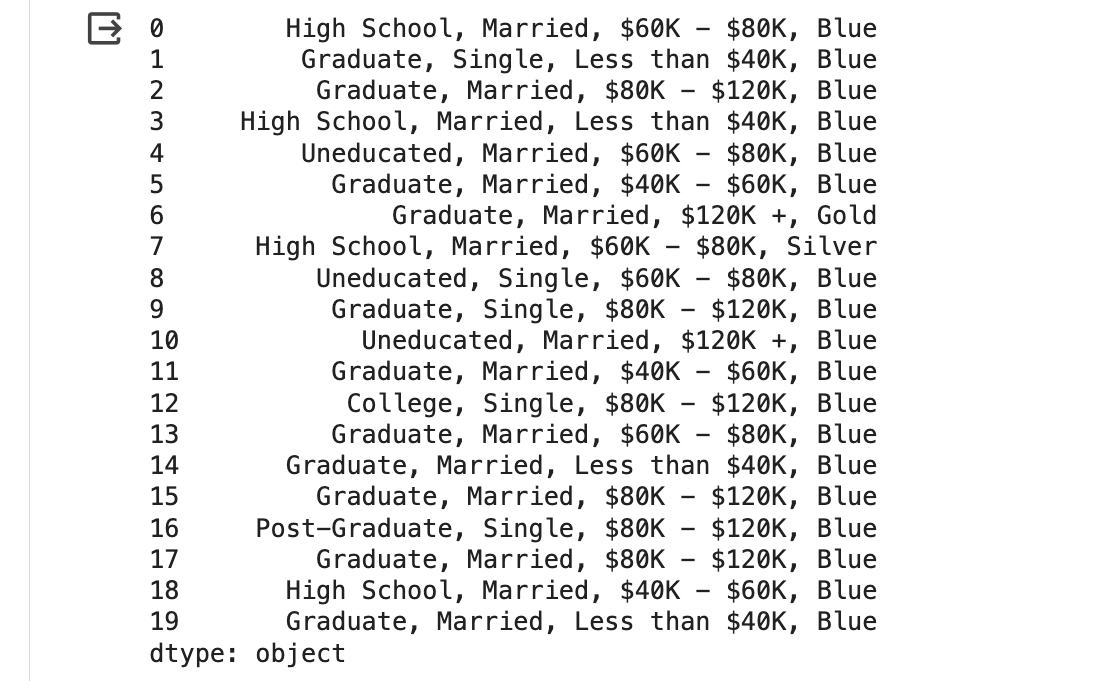 0 High School, Married, $60K - $80K, Blue
1 Graduate, Single, Less than $40K, Blue
2 Graduate, Married, $80K - $120K, Blue
3 High School, Married, Less than $40K, Blue
4 Uneducated, Married, $60K - $80K, Blue
5 Graduate, Married, $40K - $60K, Blue
6 Graduate, Married, $120K +, Gold
7 High School, Married, $60K - $80K, Silver
8 Uneducated, Single, $60K - $80K, Blue
9 Graduate, Single, $80K - $120K, Blue
10 Uneducated, Married, $120K +, Blue
11 Graduate, Married, $40K - $60K, Blue
12 College, Single, $80K - $120K, Blue
13 Graduate, Married, $60K - $80K, Blue
14 Graduate, Married, Less than $40K, Blue
15 Graduate, Married, $80K - $120K, Blue
16 Post-Graduate, Single, $80K - $120K, Blue
17 Graduate, Married, $80K - $120K, Blue
18 High School, Married, $40K - $60K, Blue
19 Graduate, Married, Less than $40K, Blue
dtype: object